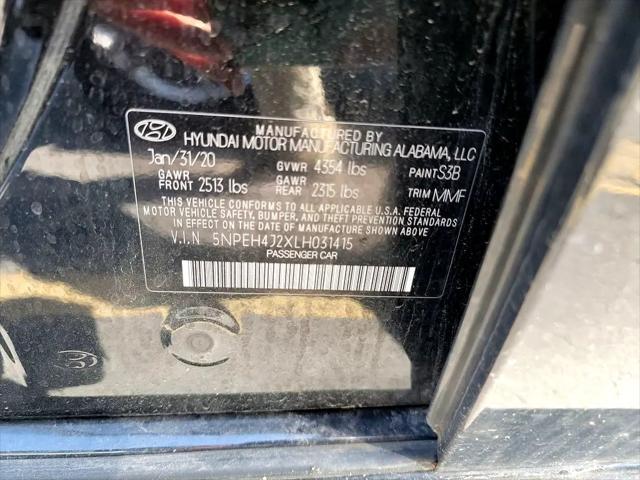 MANUFACTURED BY
HYUNDAI MOTOR MANUFACTURING ALABAMA, LLC
Jan/31/20 GVWR 4354 lbs PAINT S3B
GAWR FRONT 2513 lbs GAWR REAR 2315 lbs TRIM MMF
THIS VEHICLE CONFORMS TO ALL APPLICABLE U.S.A. FEDERAL
MOTOR VEHICLE SAFETY, BUMPER, AND THEFT PREVENTION STANDARDS
IN EFFECT ON THE DATE OF MANUFACTURE SHOWN ABOVE.
V.I.N 5NPEH4J2XLH031415
PASSENGER CAR